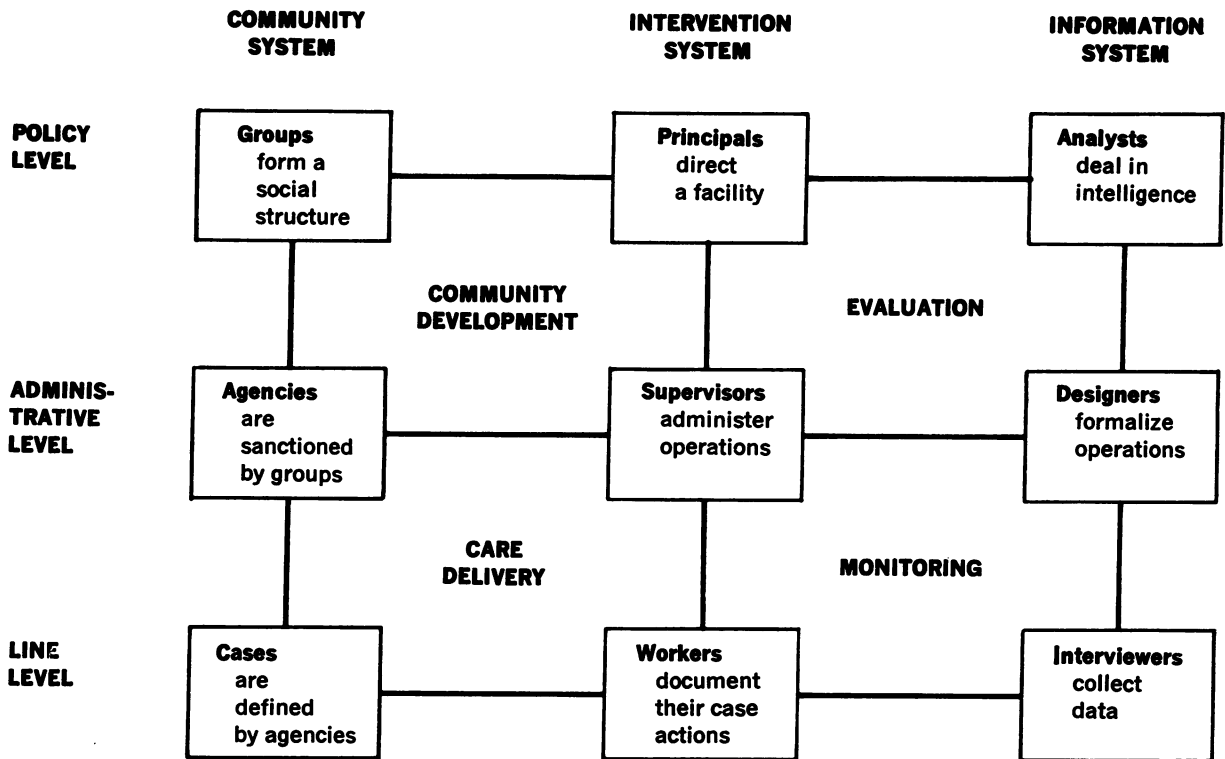 COMMUNITY
SYSTEM
INTERVENTION
SYSTEM
INFORMATION
SYSTEM
POLICY
LEVEL
Groups
form a
social
structure
Principals
direct
a facility
Analysts
deal in
intelligence
COMMUNITY
DEVELOPMENT
EVALUATION
ADMINIS-
TRATIVE
LEVEL
Agencies
are
sanctioned
by groups
Supervisors
administer
operations
Designers
formalize
operations
CARE
DELIVERY
MONITORING
LINE
LEVEL
Cases
are
defined
by agencies
Workers
document
their case
actions
Interviewers
collect
data